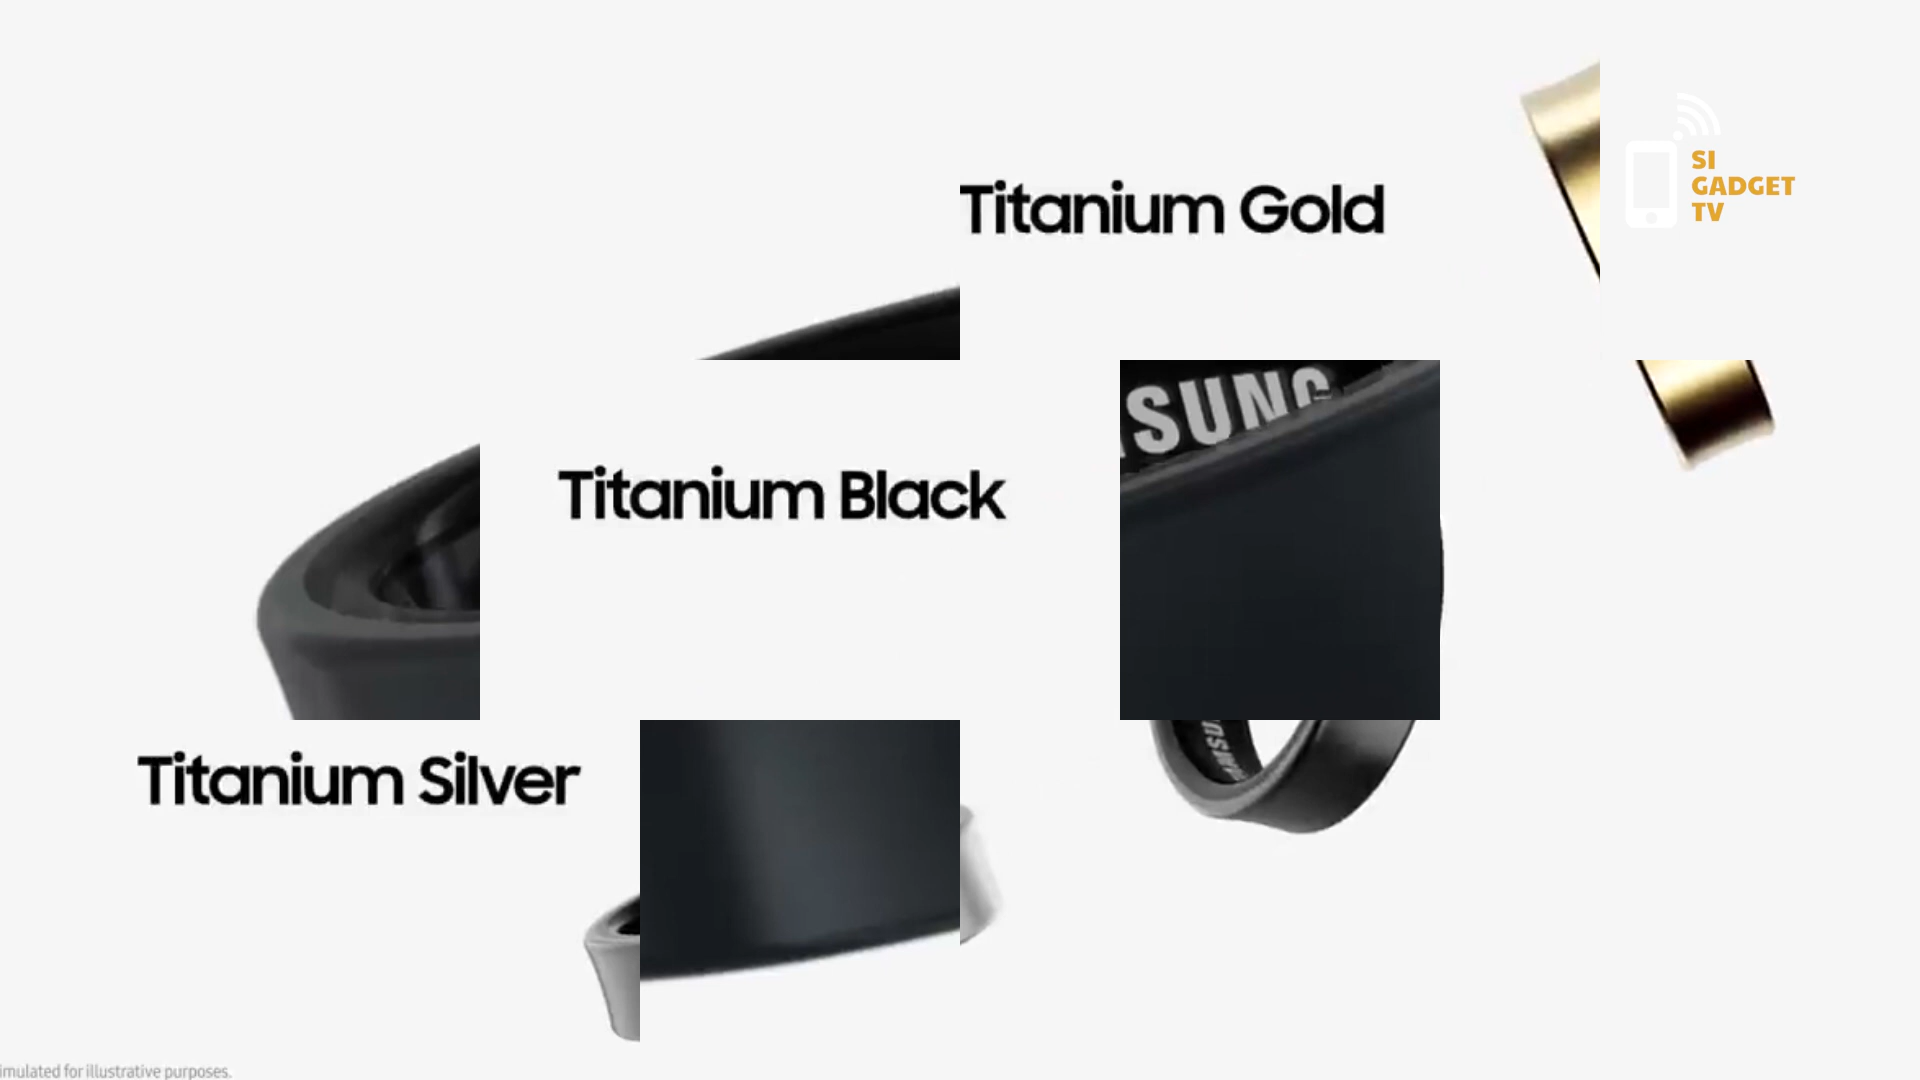 Titanium Gold
SI
GADGET
TV
SUNG
Titanium Black
Titanium Silver
imulated for illustrative purposes.